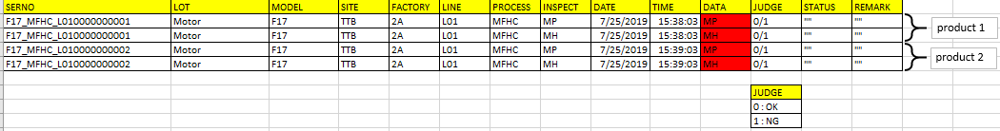 SERNO LOT MODEL SITE FACTORY LINE PROCESS INSPECT DATE TIME DATA JUDGE STATUS REMARK
F17_MFHC_L010000000001 Motor F17 TTB 2A L01 MFHC MP 7/25/2019 15:38:03 MP 0/1 "" ""
F17_MFHC_L010000000001 Motor F17 TTB 2A L01 MFHC MH 7/25/2019 15:38:03 MH 0/1 "" ""
product 1
F17_MFHC_L010000000002 Motor F17 TTB 2A L01 MFHC MP 7/25/2019 15:39:03 MP 0/1 "" ""
F17_MFHC_L010000000002 Motor F17 TTB 2A L01 MFHC MH 7/25/2019 15:39:03 MH 0/1 "" ""
product 2
JUDGE
0 : OK
1 : NG